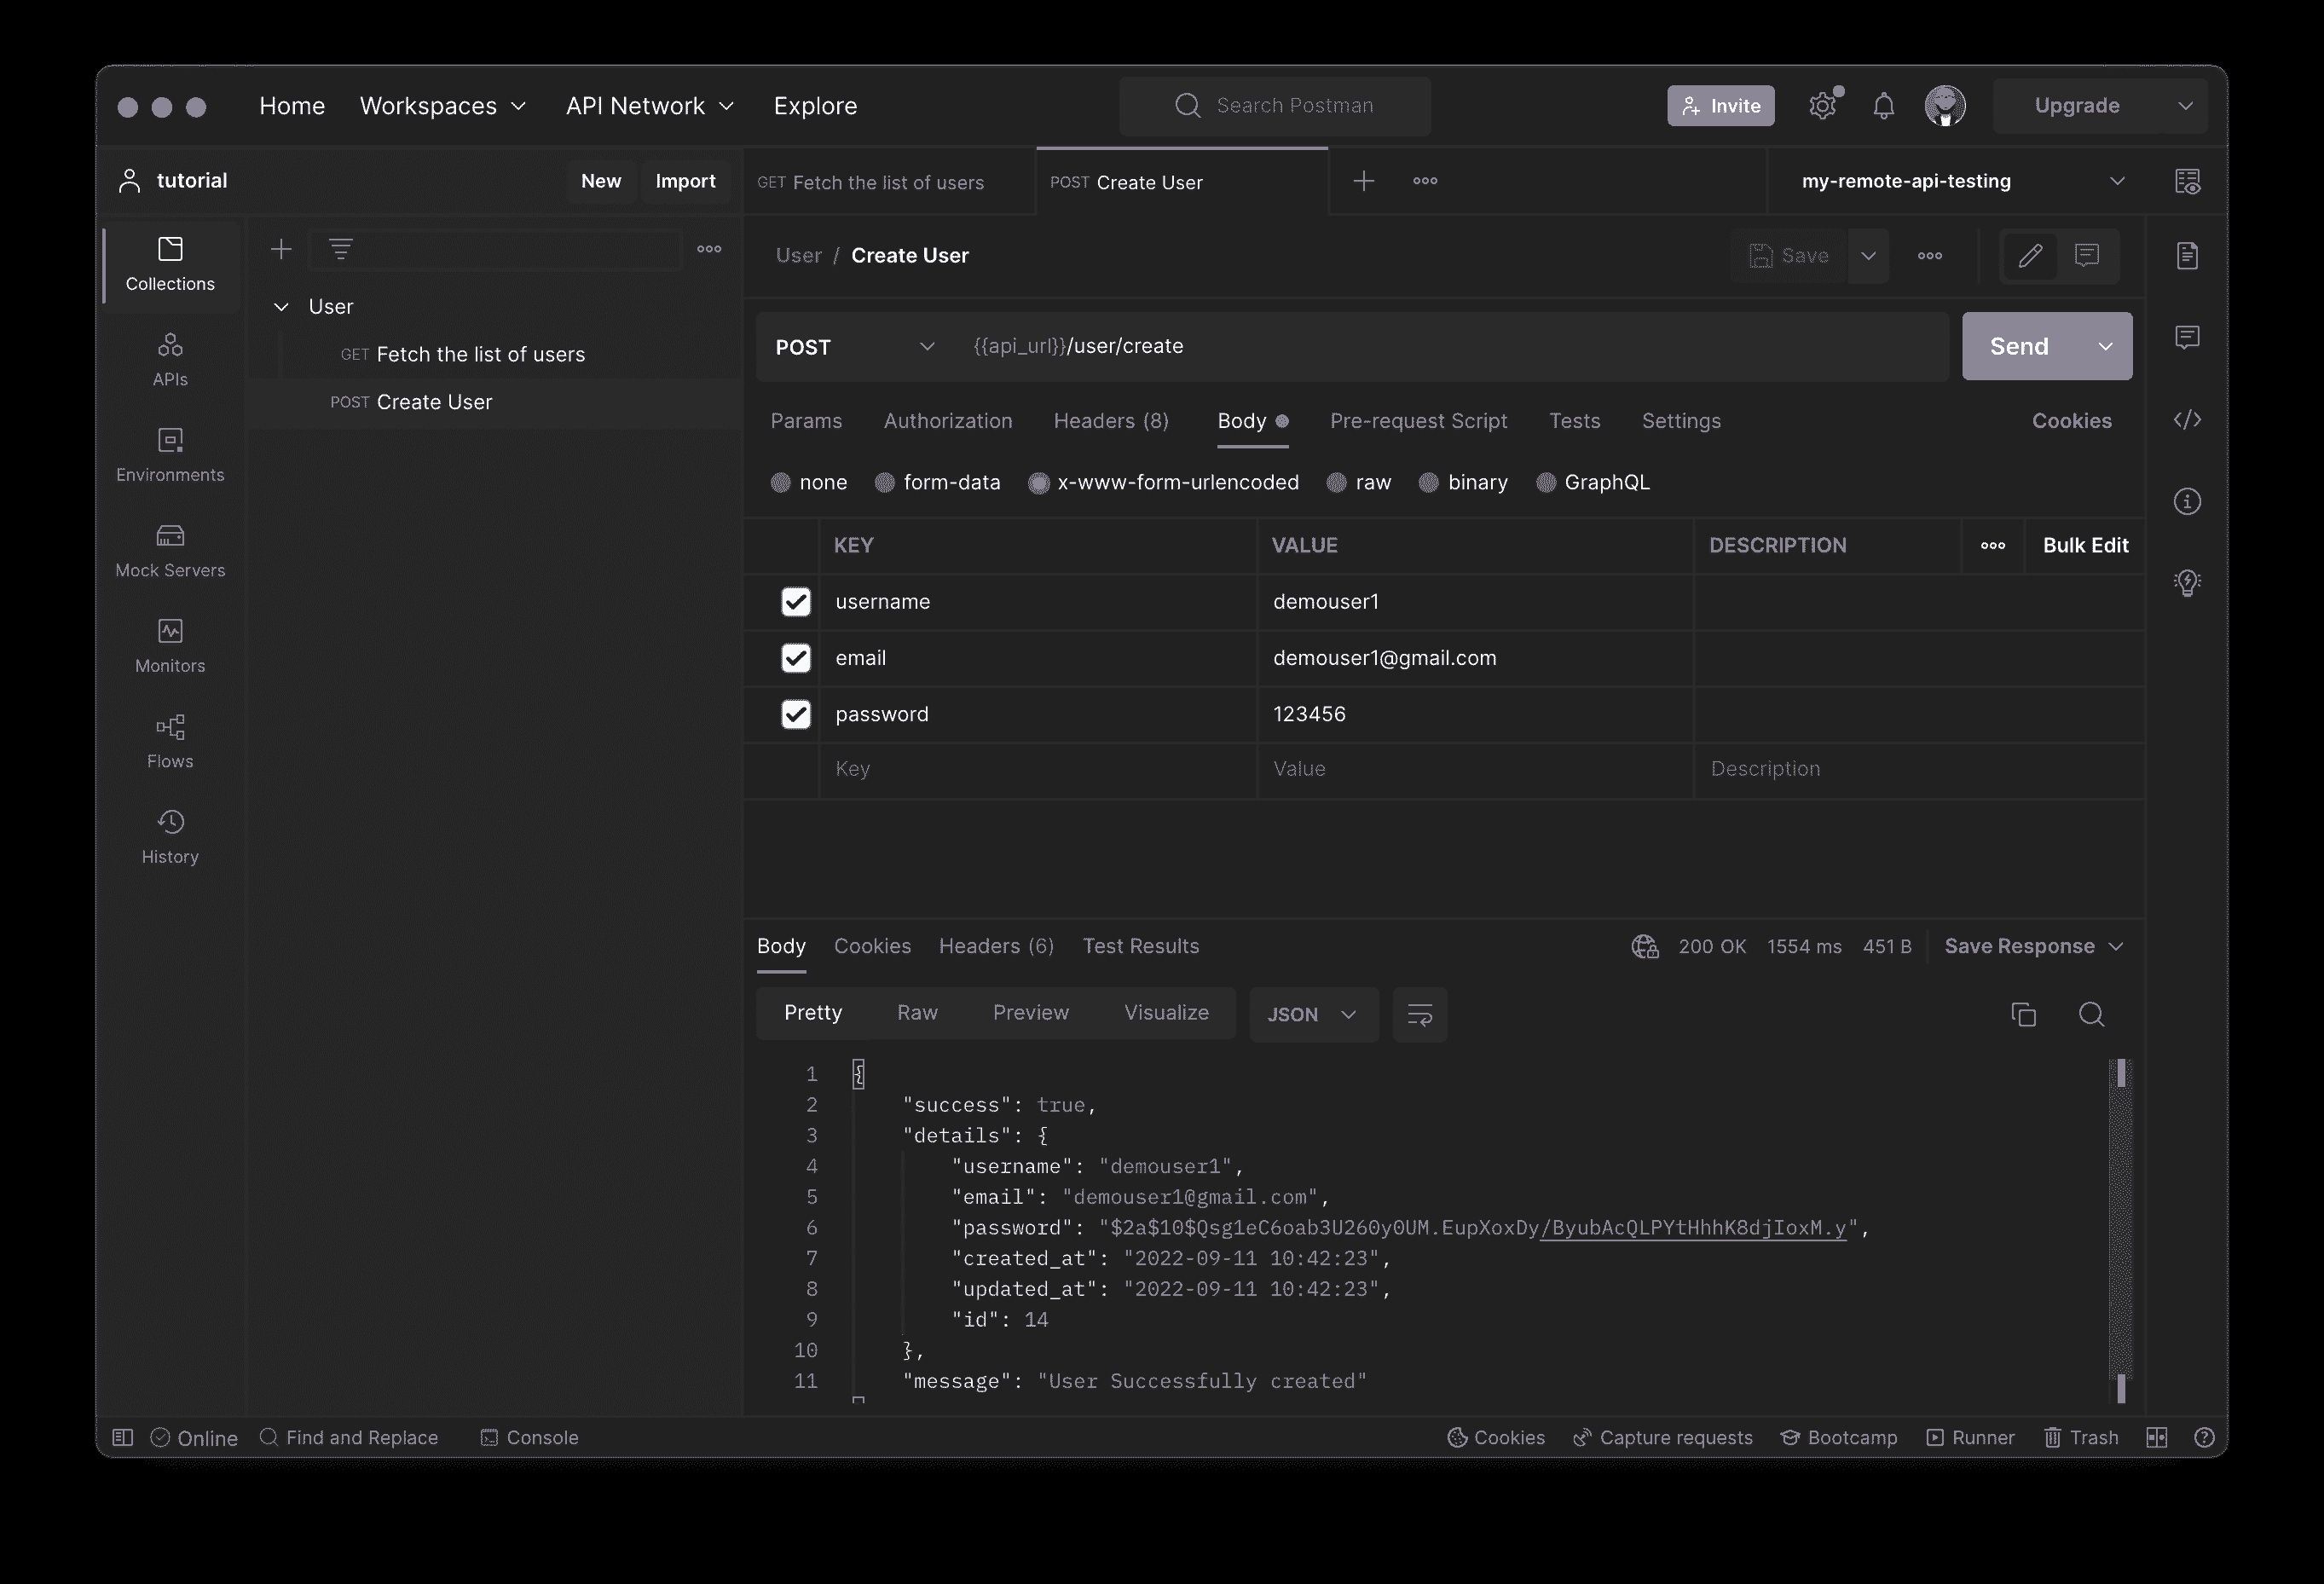 Home Workspaces API Network Explore Search Postman Invite Upgrade
tutorial New Import GET Fetch the list of users POST Create User my-remote-api-testing
Collections
APIs
Environments
Mock Servers
Monitors
Flows
History
User
GET Fetch the list of users
POST Create User
User / Create User Save
POST {{api_url}}/user/create Send
Params Authorization Headers (8) Body Pre-request Script Tests Settings Cookies
none form-data x-www-form-urlencoded raw binary GraphQL
KEY VALUE DESCRIPTION Bulk Edit
username demouser1
email demouser1@gmail.com
password 123456
Key Value Description
Body Cookies Headers (6) Test Results 200 OK 1554 ms 451 B Save Response
Pretty Raw Preview Visualize JSON
1 {
2 "success": true,
3 "details": {
4 "username": "demouser1",
5 "email": "demouser1@gmail.com",
6 "password": "$2a$10$Qsg1eC6oab3U260y0UM.EupXoxDy/ByubAcQLPYtHhhK8djIoxM.y",
7 "created_at": "2022-09-11 10:42:23",
8 "updated_at": "2022-09-11 10:42:23",
9 "id": 14
10 },
11 "message": "User Successfully created"
Online Find and Replace Console Cookies Capture requests Bootcamp Runner Trash